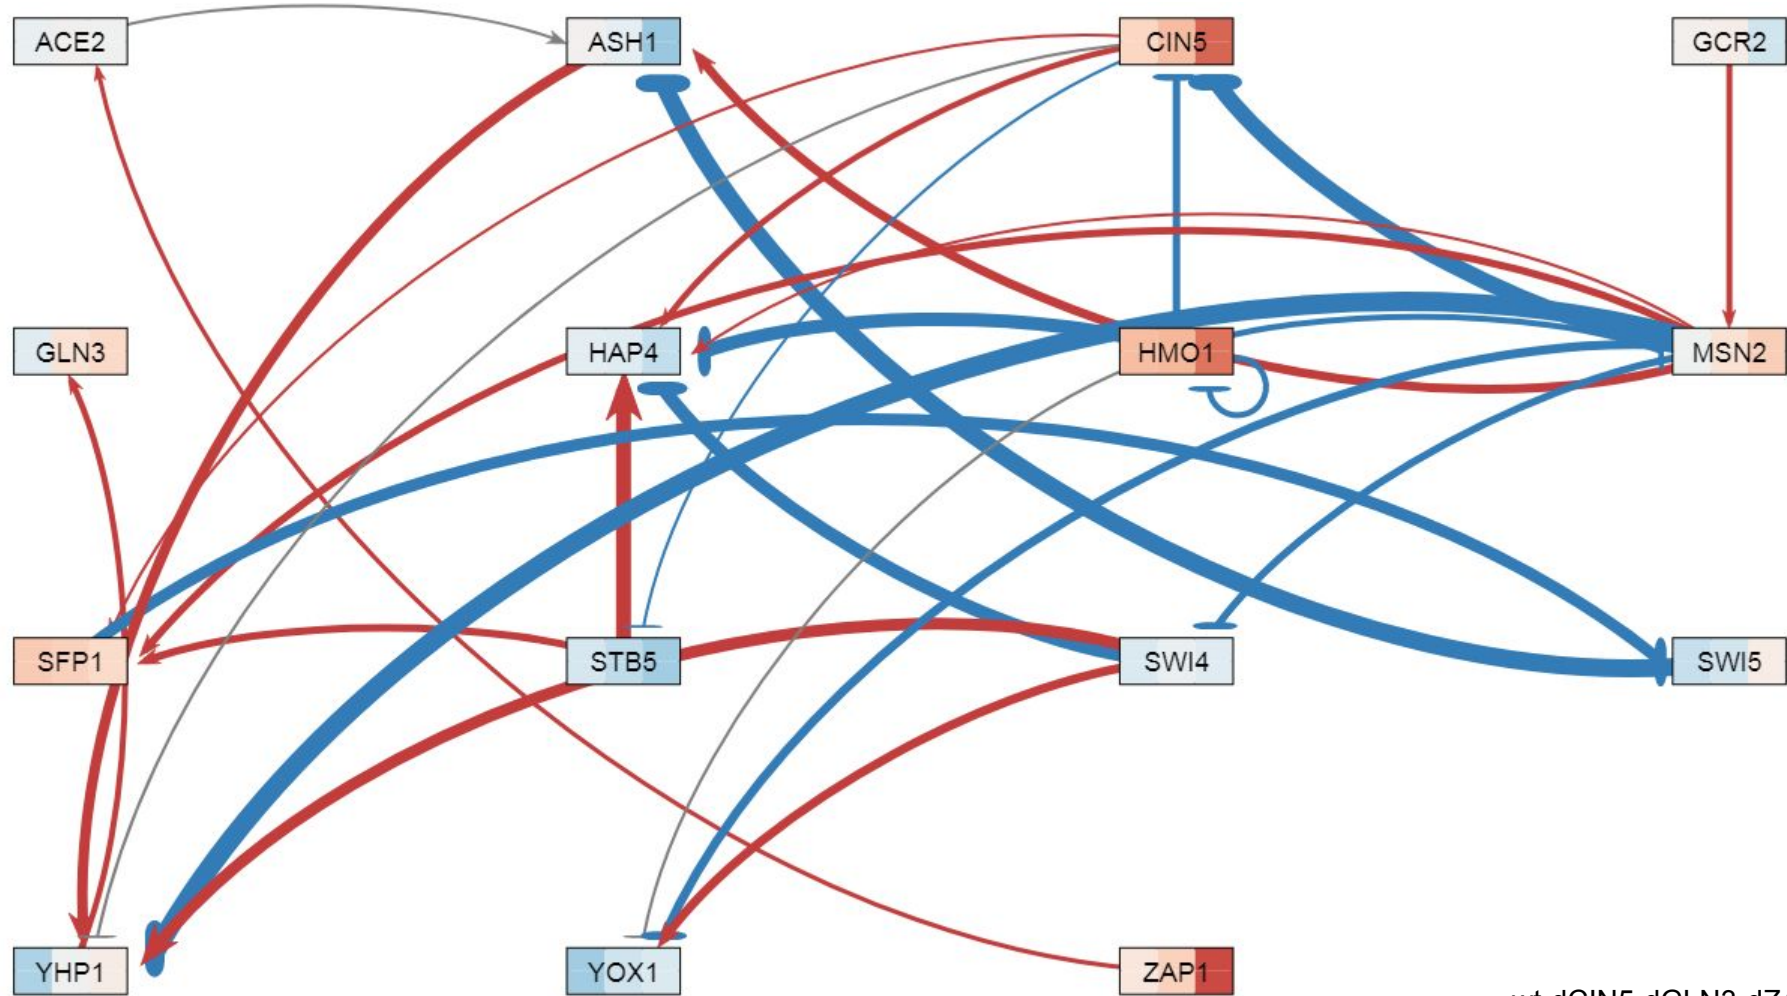 ACE2
ASH1
CIN5
GCR2
GLN3
HAP4
HMO1
MSN2
SFP1
STB5
SWI4
SWI5
YHP1
YOX1
ZAP1